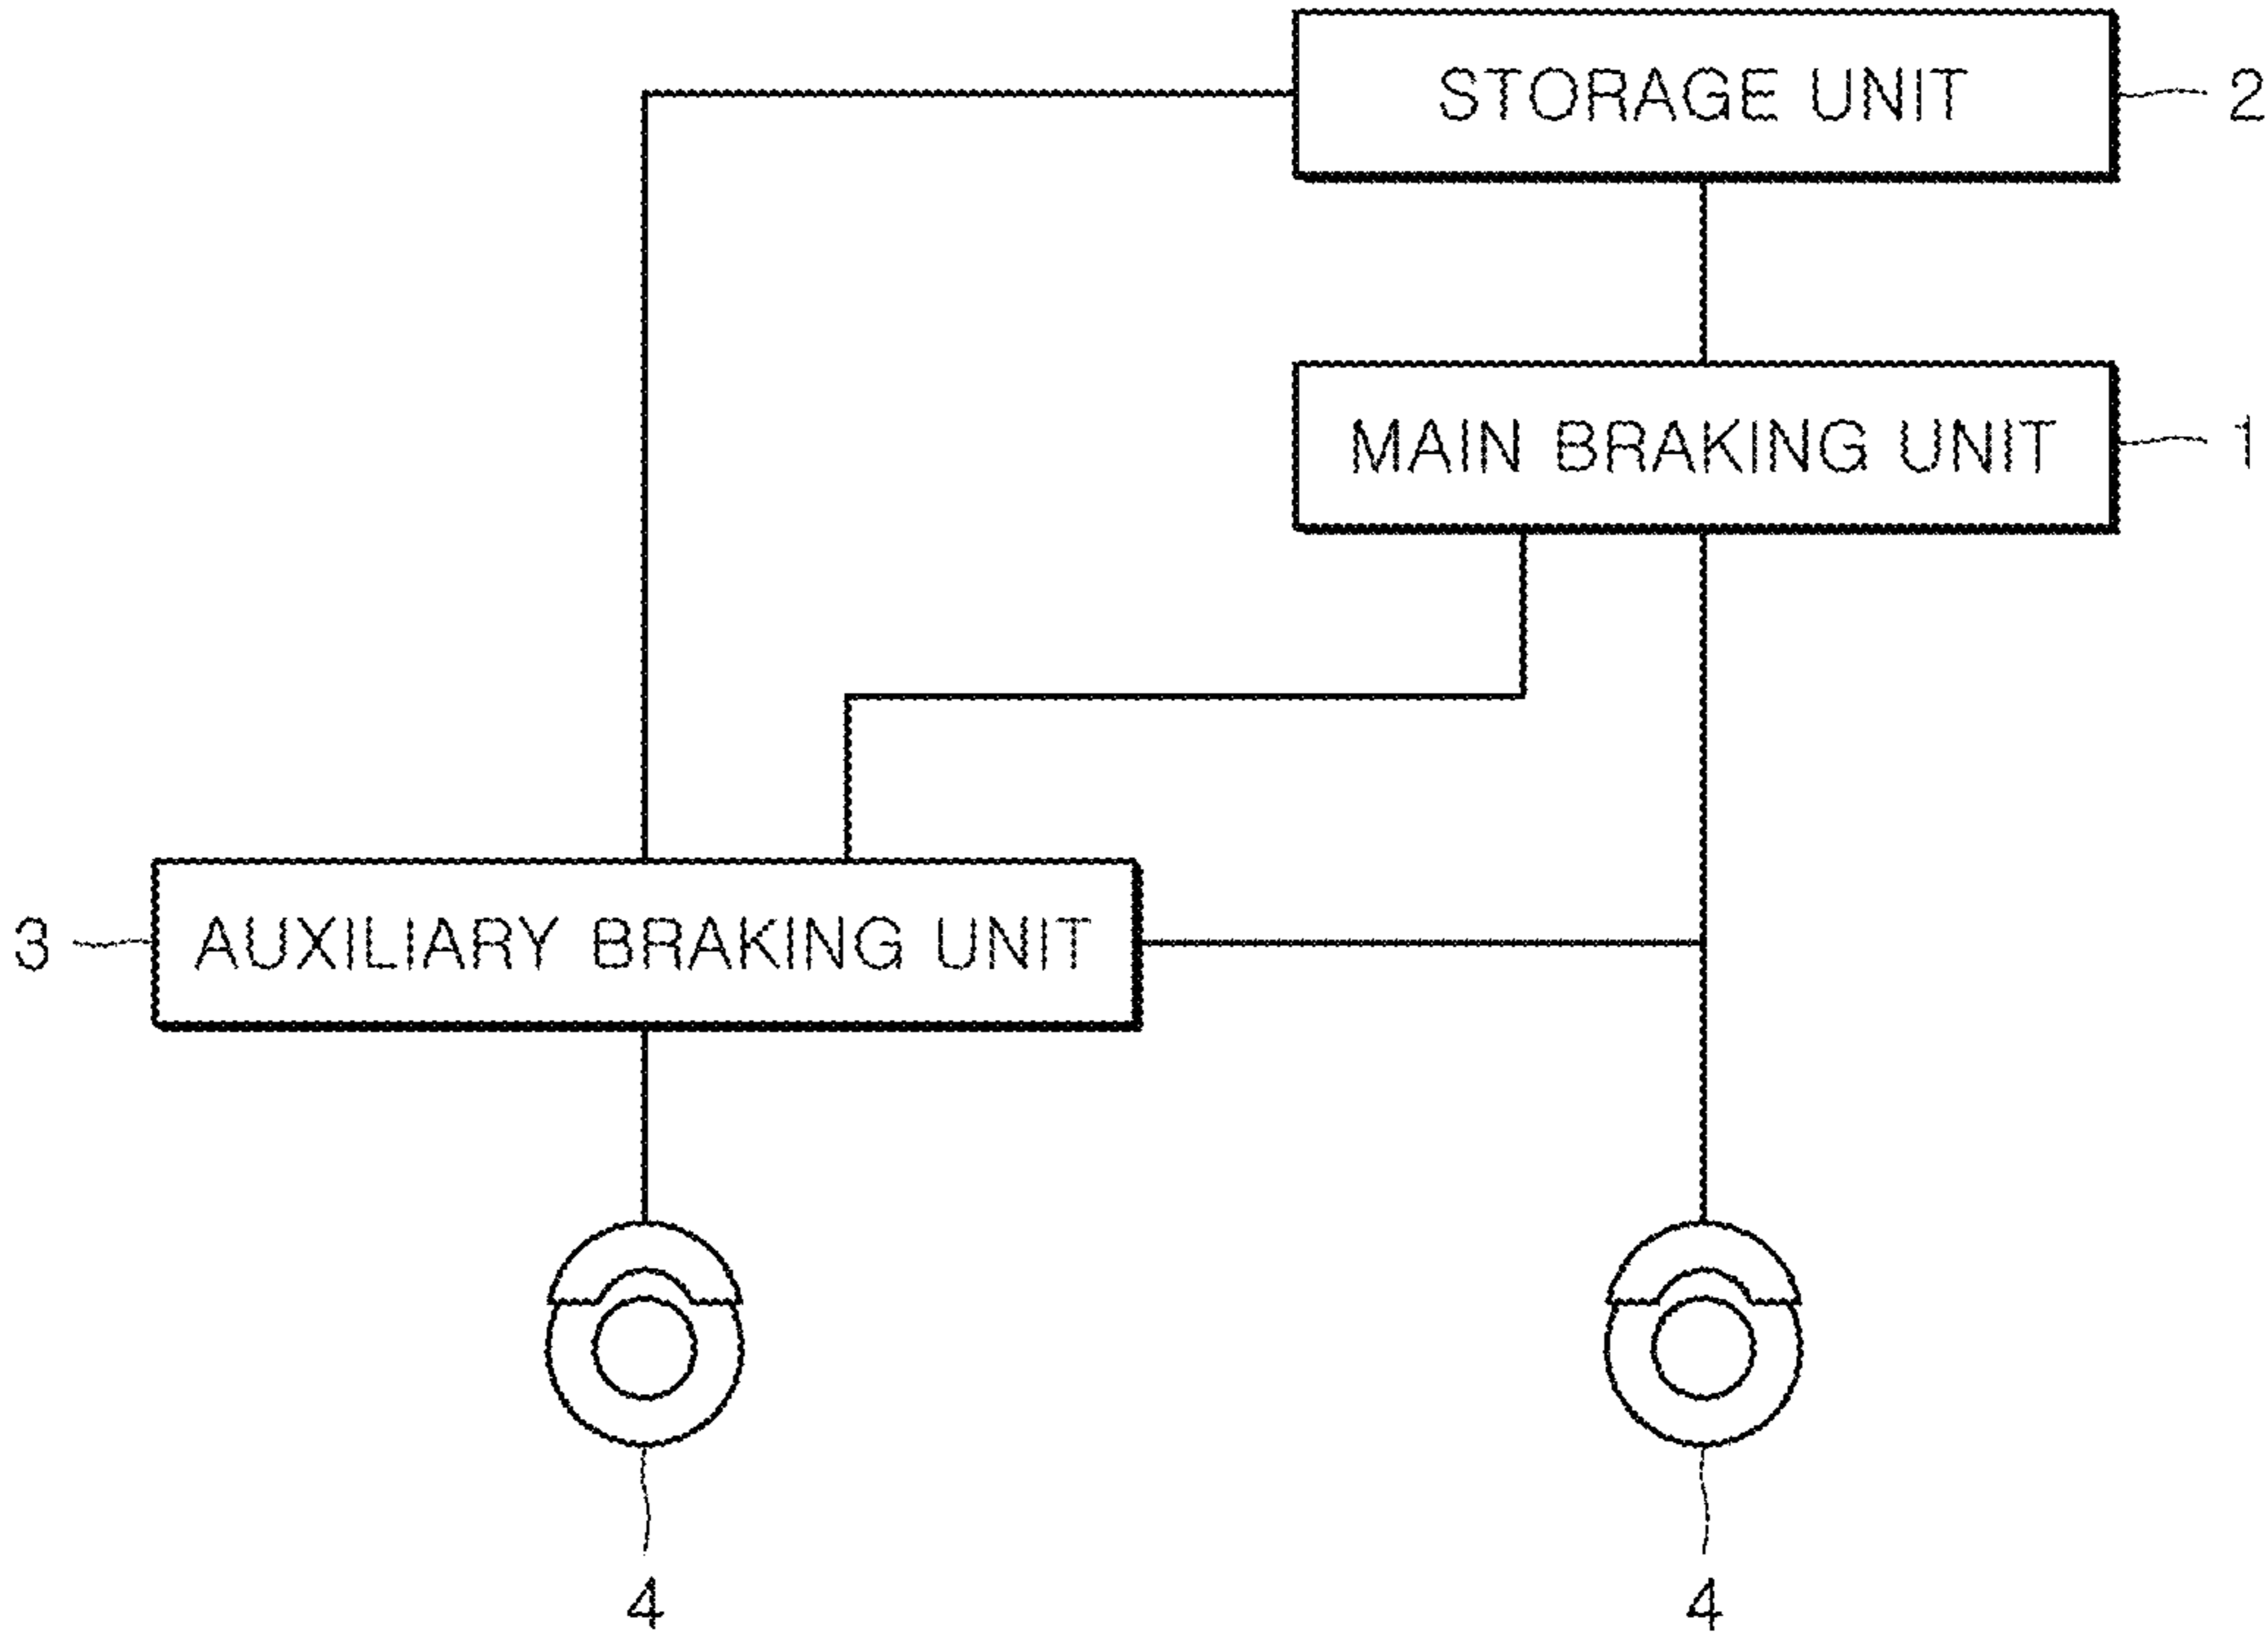 STORAGE UNIT 2
MAIN BRAKING UNIT 1
3 AUXILIARY BRAKING UNIT
4 4